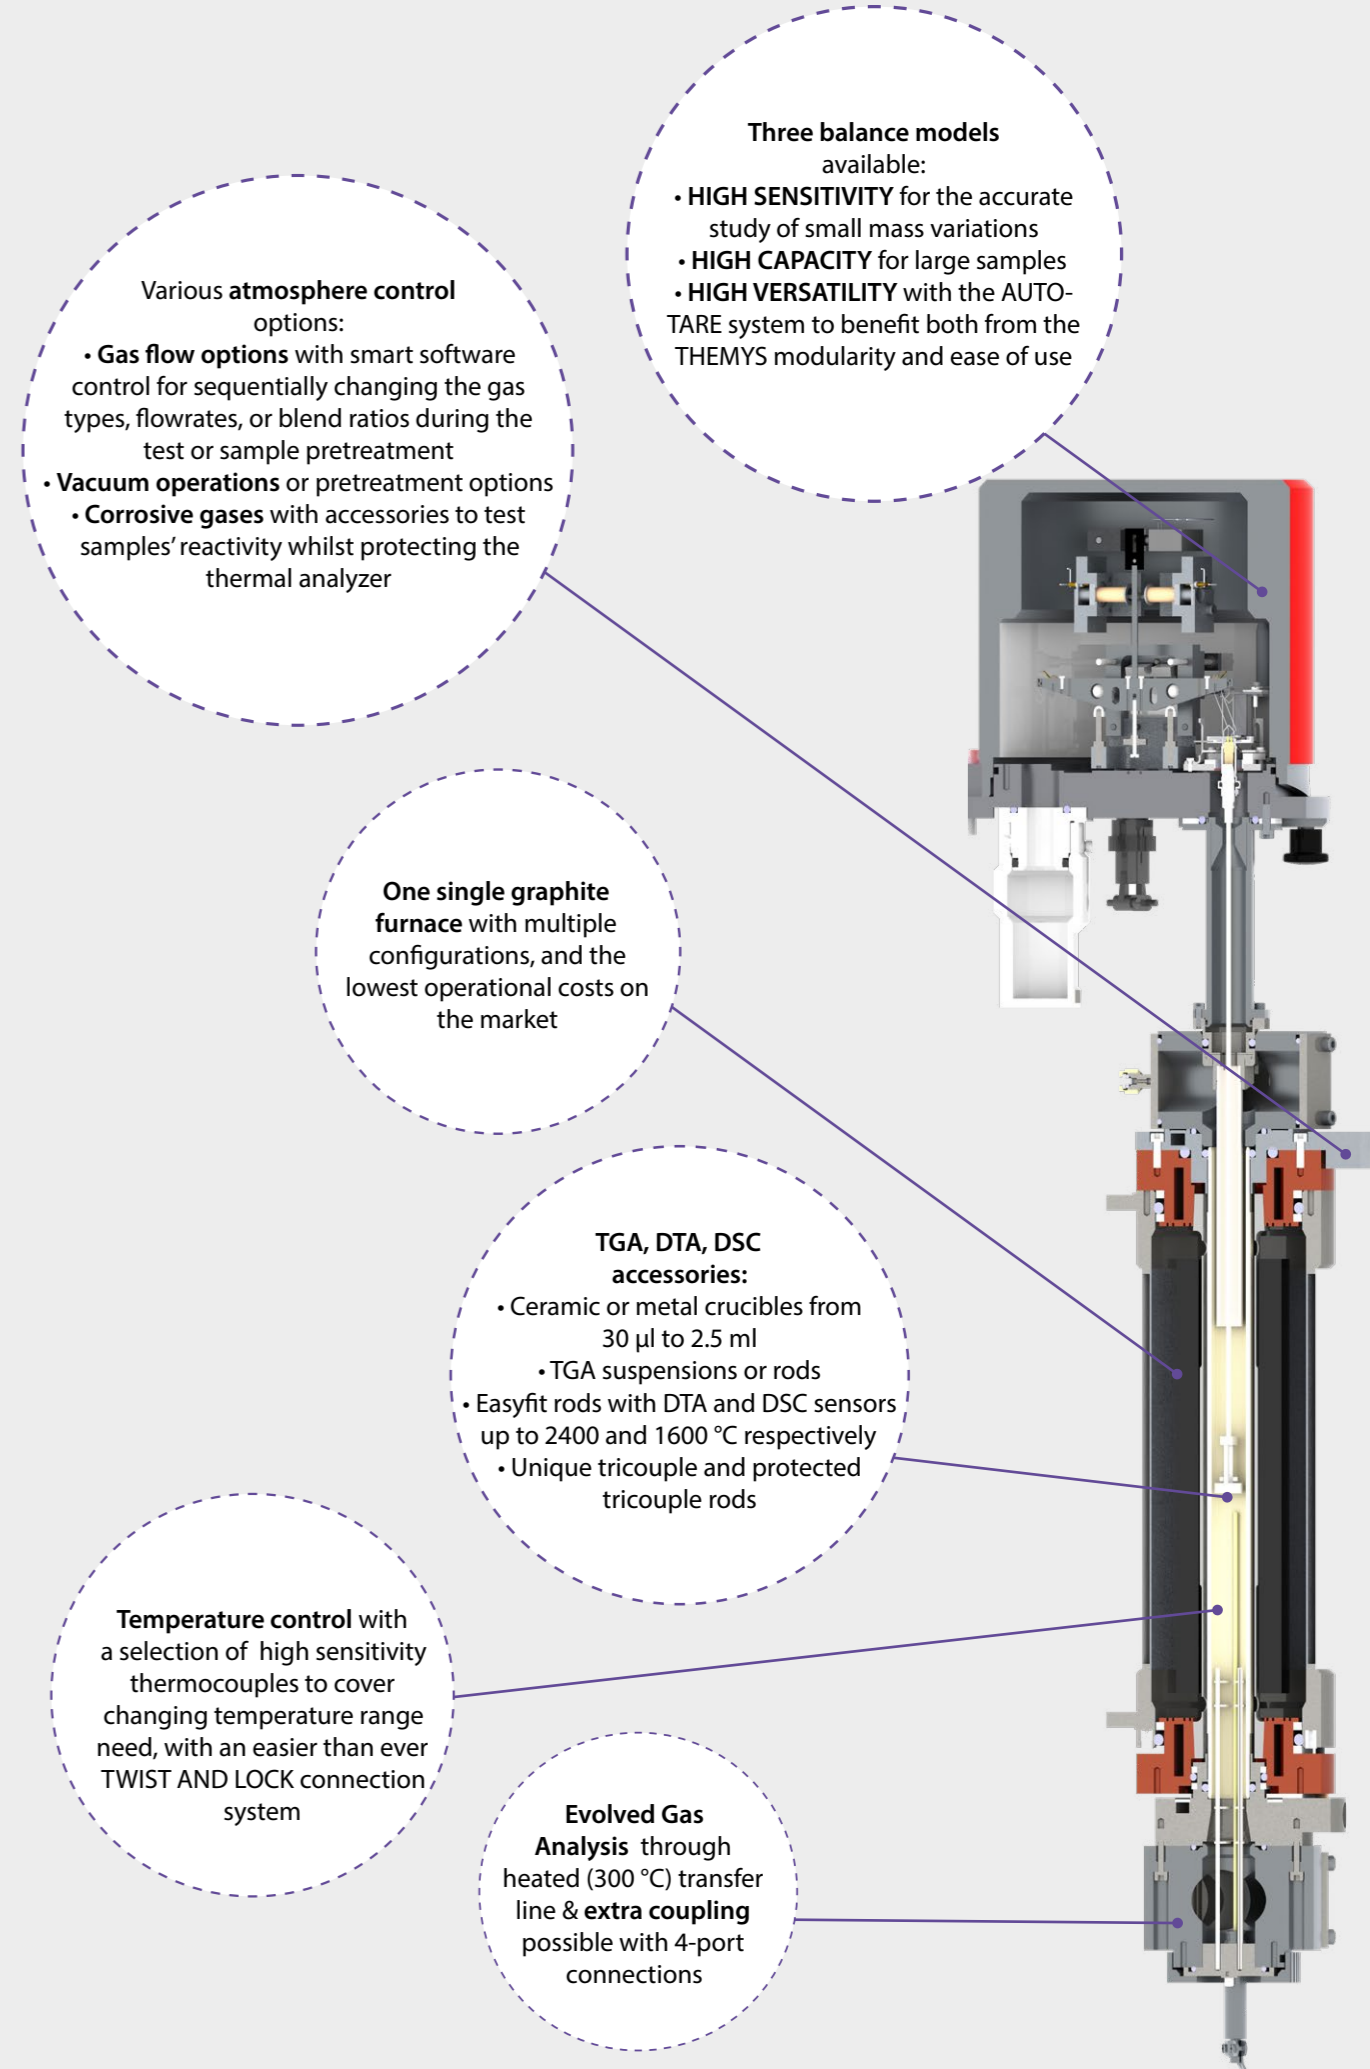 Three balance models
available:
• HIGH SENSITIVITY for the accurate
study of small mass variations
• HIGH CAPACITY for large samples
• HIGH VERSATILITY with the AUTO-
TARE system to benefit both from the
THEMYS modularity and ease of use
Various atmosphere control
options:
• Gas flow options with smart software
control for sequentially changing the gas
types, flowrates, or blend ratios during the
test or sample pretreatment
• Vacuum operations or pretreatment options
• Corrosive gases with accessories to test
samples’ reactivity whilst protecting the
thermal analyzer
One single graphite
furnace with multiple
configurations, and the
lowest operational costs on
the market
TGA, DTA, DSC
accessories:
• Ceramic or metal crucibles from
30 µl to 2.5 ml
• TGA suspensions or rods
• Easyfit rods with DTA and DSC sensors
up to 2400 and 1600 °C respectively
• Unique tricouple and protected
tricouple rods
Temperature control with
a selection of high sensitivity
thermocouples to cover
changing temperature range
need, with an easier than ever
TWIST AND LOCK connection
system
Evolved Gas
Analysis through
heated (300 °C) transfer
line & extra coupling
possible with 4-port
connections